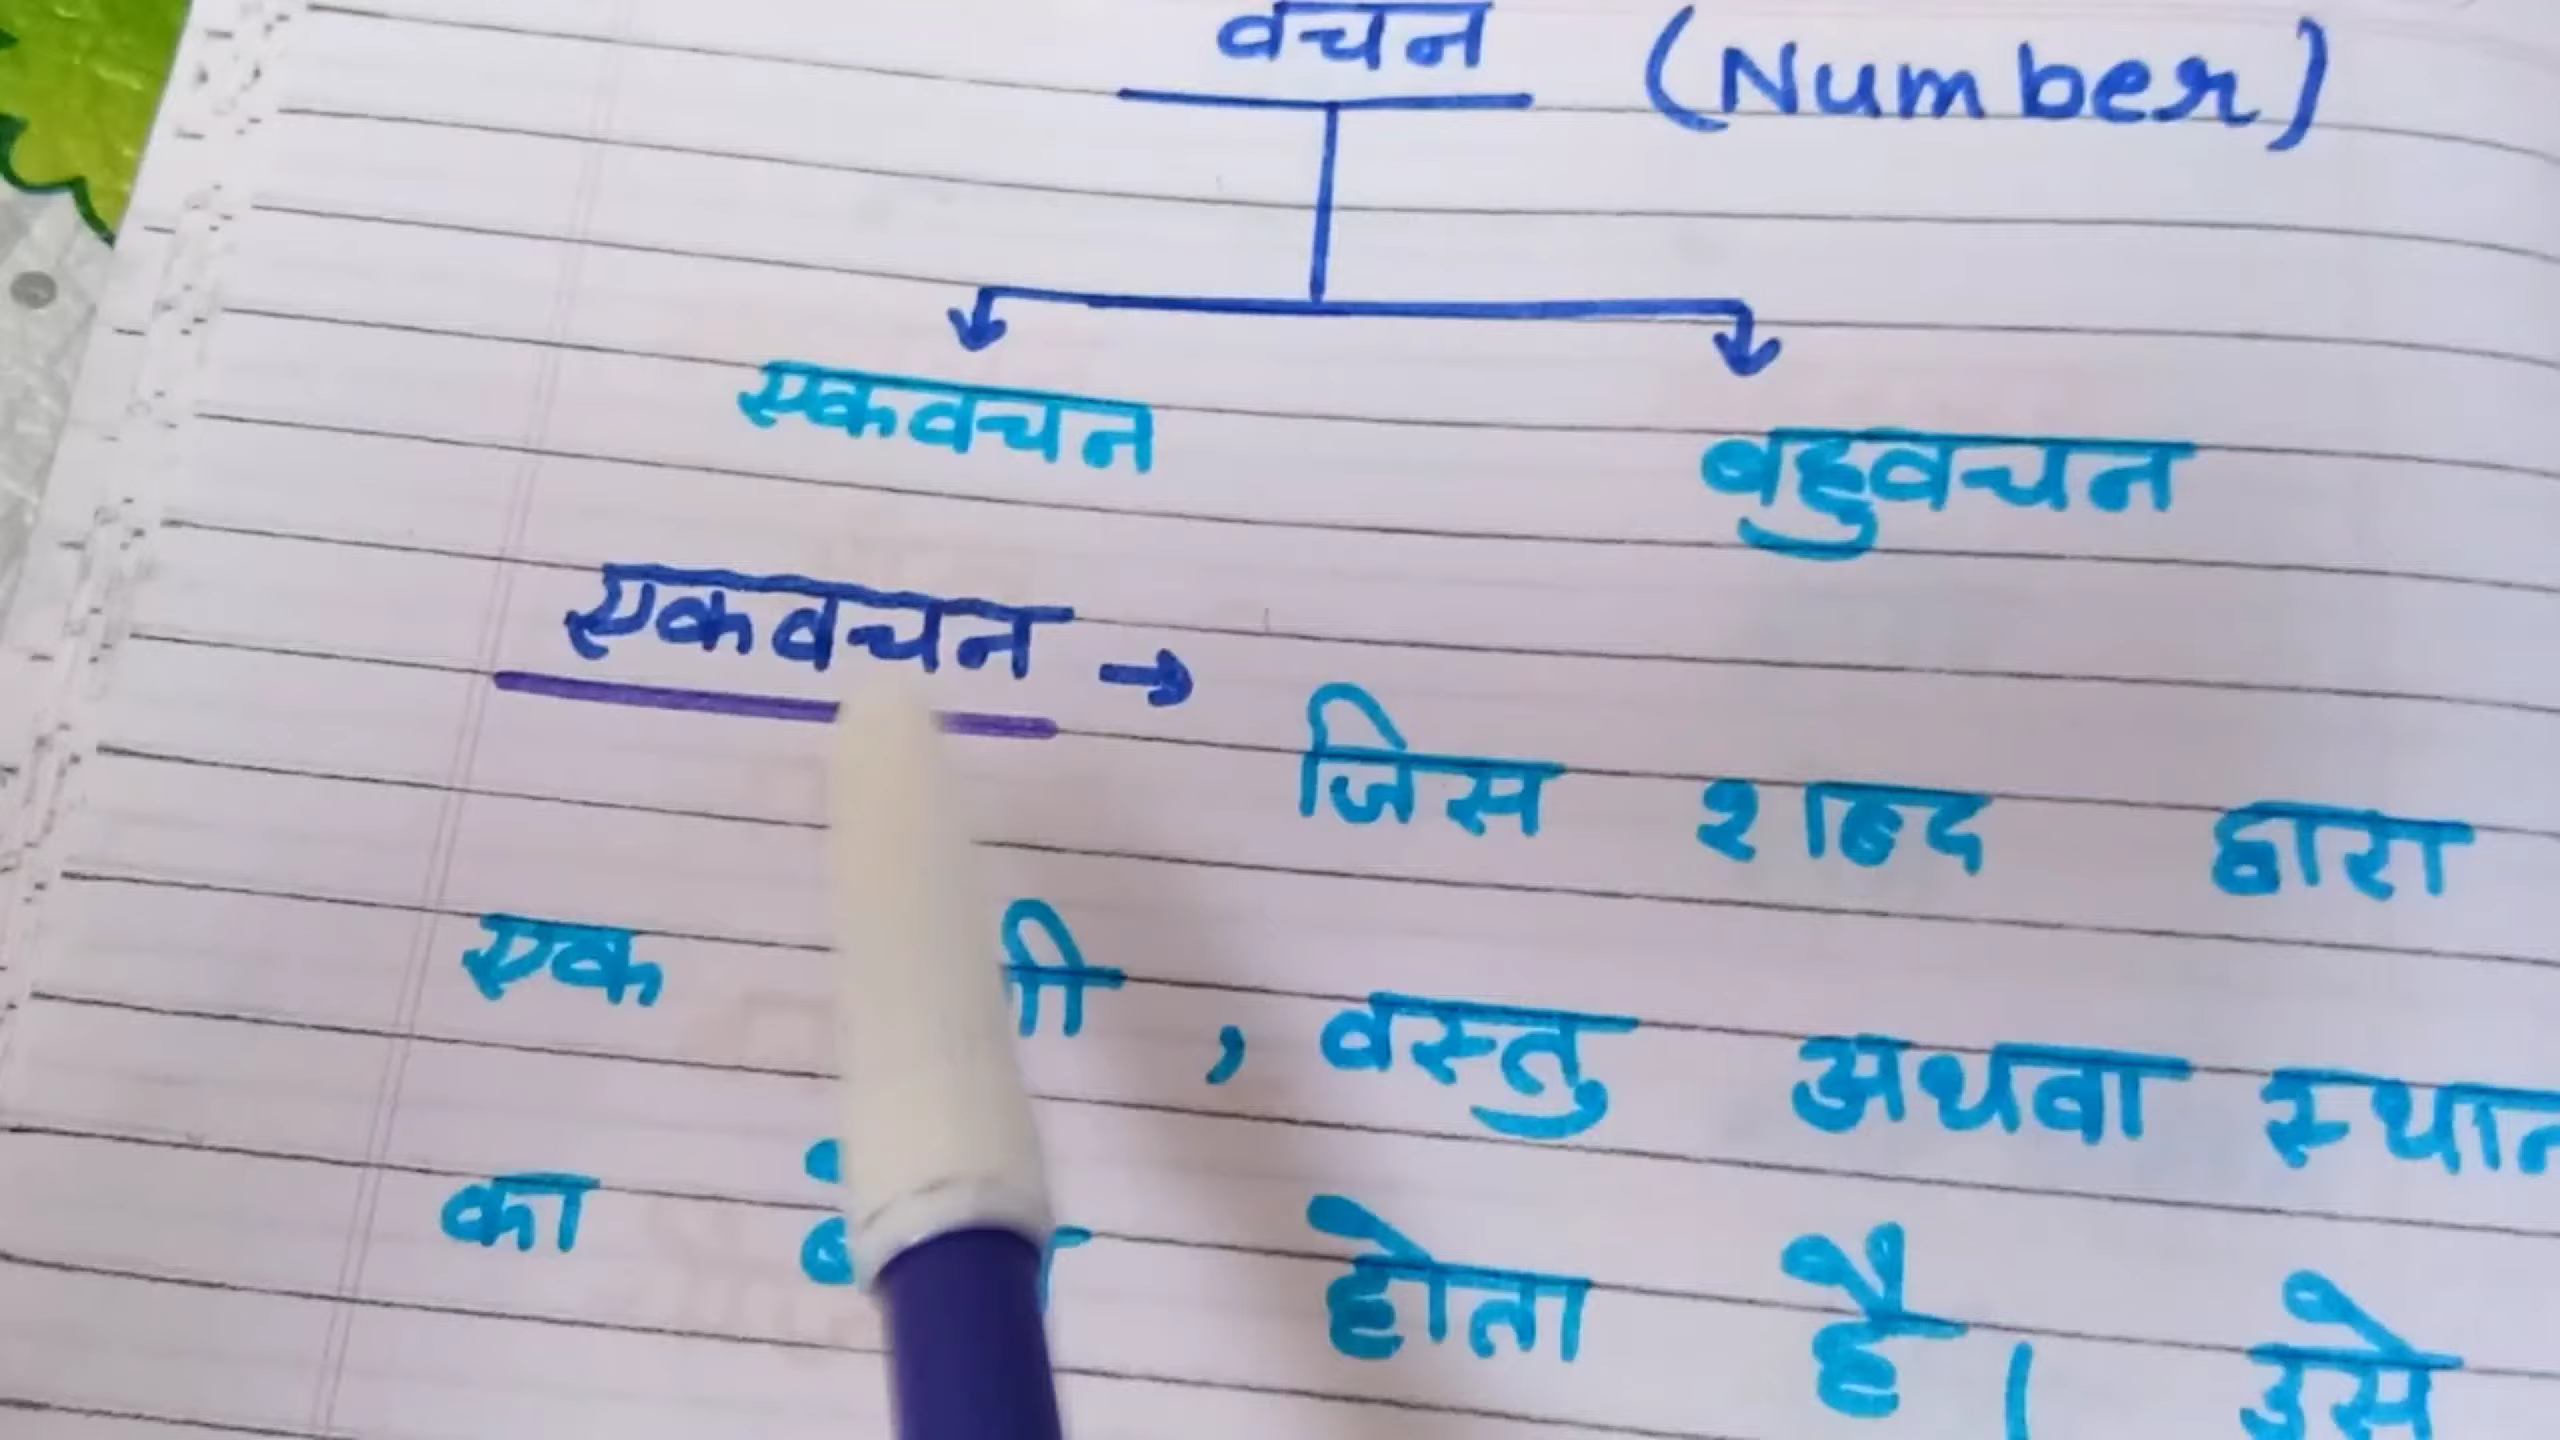 वचन (Number)
एकवचन बहुवचन
एकवचन → जिस शब्द द्वारा
एक , वस्तु अथवा स्थान
का होता है। उसे